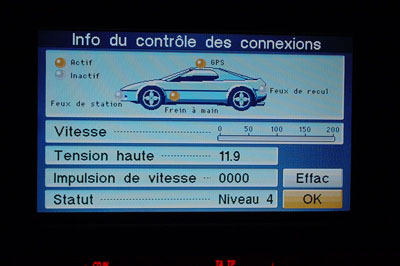 Info du contrôle des connexions
Actif
GPS
Inactif
Feux de recul
Feux de station
Frein à main
Vitesse
0 50 100 150 200
Tension haute 11.9
Impulsion de vitesse 0000
Effac
Statut Niveau 4
OK